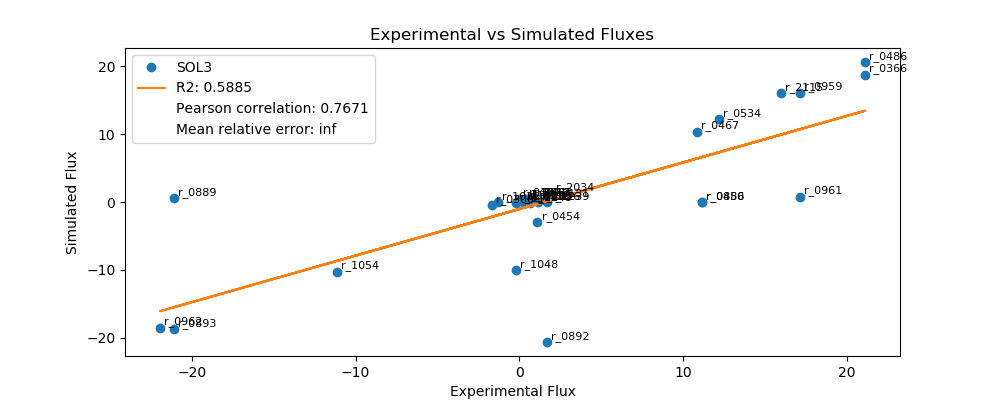 Experimental vs Simulated Fluxes
SOL3
R2: 0.5885
Pearson correlation: 0.7671
Mean relative error: inf
r_0486
r_0366
r_0959
r_0534
r_0467
r_0889
r_2034
r_0961
r_0454
r_1054
r_1048
r_0962
r_0893
r_0892
20
10
0
−10
−20
Simulated Flux
−20
−10
0
10
20
Experimental Flux